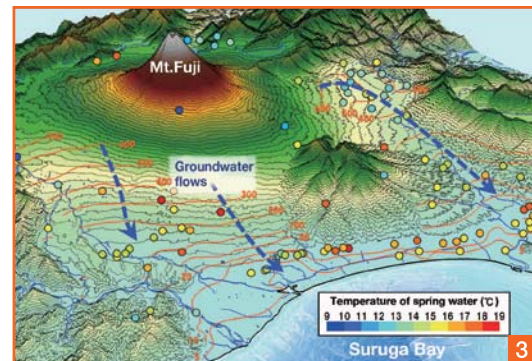 Mt.Fuji
Groundwater
flows
300
Temperature of spring water (℃)
9 10 11 12 13 14 15 16 17 18 19
Suruga Bay
3